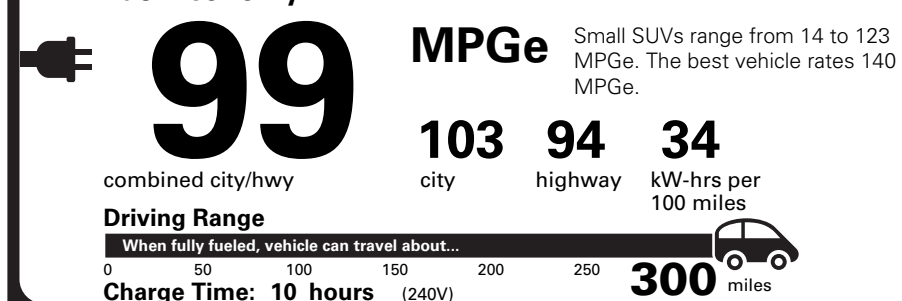 99
MPGe
Small SUVs range from 14 to 123
MPGe. The best vehicle rates 140
MPGe.
combined city/hwy
103
city
94
highway
34
kW-hrs per
100 miles
Driving Range
When fully fueled, vehicle can travel about...
0 50 100 150 200 250 300 miles
Charge Time: 10 hours (240V)